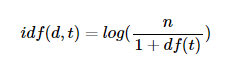 idf(d, t) = log(n / 1 + df(t))